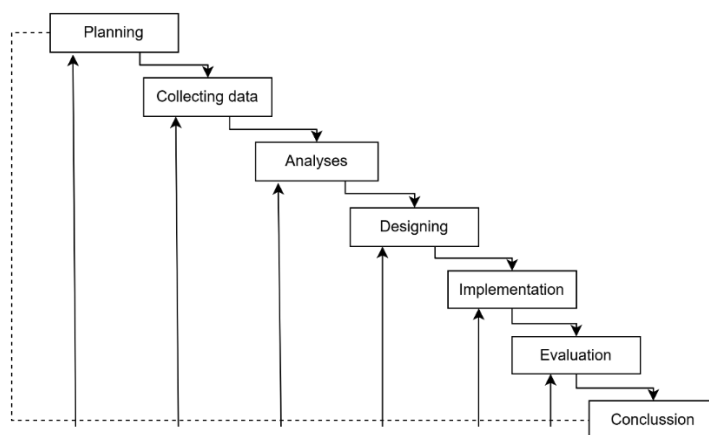 Planning
Collecting data
Analyses
Designing
Implementation
Evaluation
Conclussion